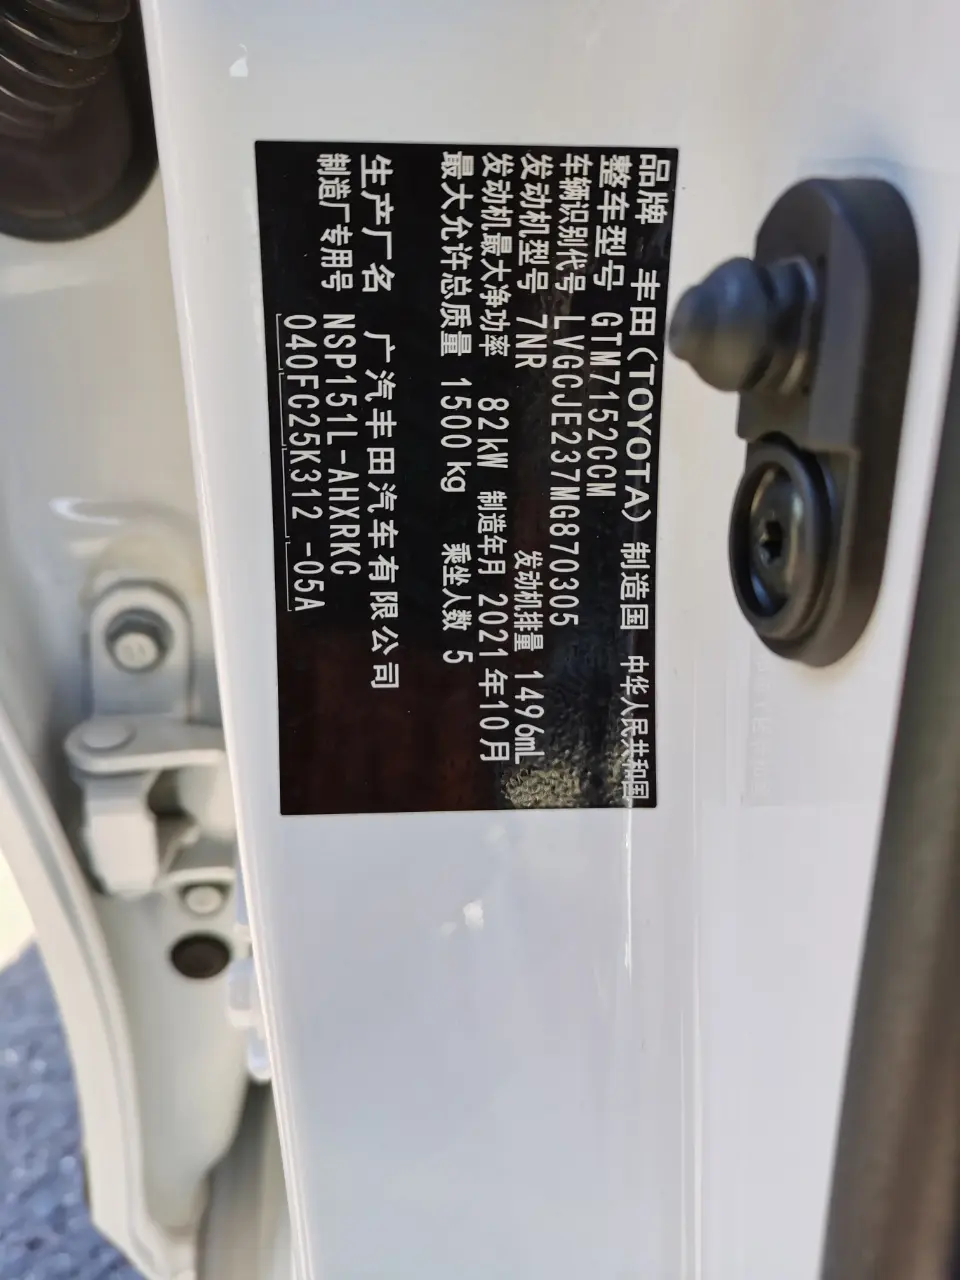 品牌 丰田(TOYOTA) 制造国 中华人民共和国
整车型号 GTM7152CCM
车辆识别代号 LVGCJE237MG870305
发动机型号 7NR 发动机排量 1496mL
发动机最大净功率 82kW 制造年月 2021年10月
最大允许总质量 1500kg 乘坐人数 5
生产厂名 广汽丰田汽车有限公司
制造厂专用号 NSP151L-AHXRKC
040FC25K312 -05A